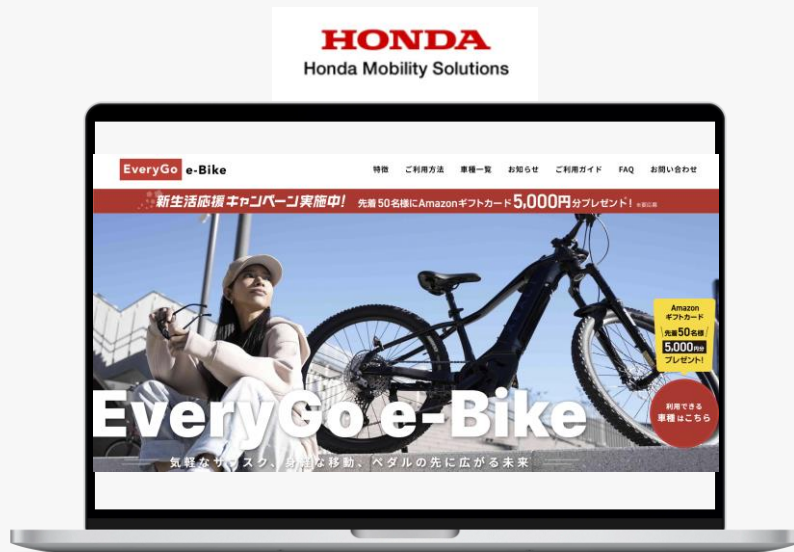 HONDA
Honda Mobility Solutions
EveryGo e-Bike
特徴 ご利用方法 車種一覧 お知らせ ご利用ガイド FAQ お問い合わせ
新生活応援キャンペーン実施中! 先着50名様にAmazonギフトカード5,000円分プレゼント! ※要応募
Amazon
ギフトカード
先着50名様
5,000円分
プレゼント!
利用できる
車種はこちら
EveryGo e-Bike
気軽なサブスク、身近な移動、ペダルの先に広がる未来